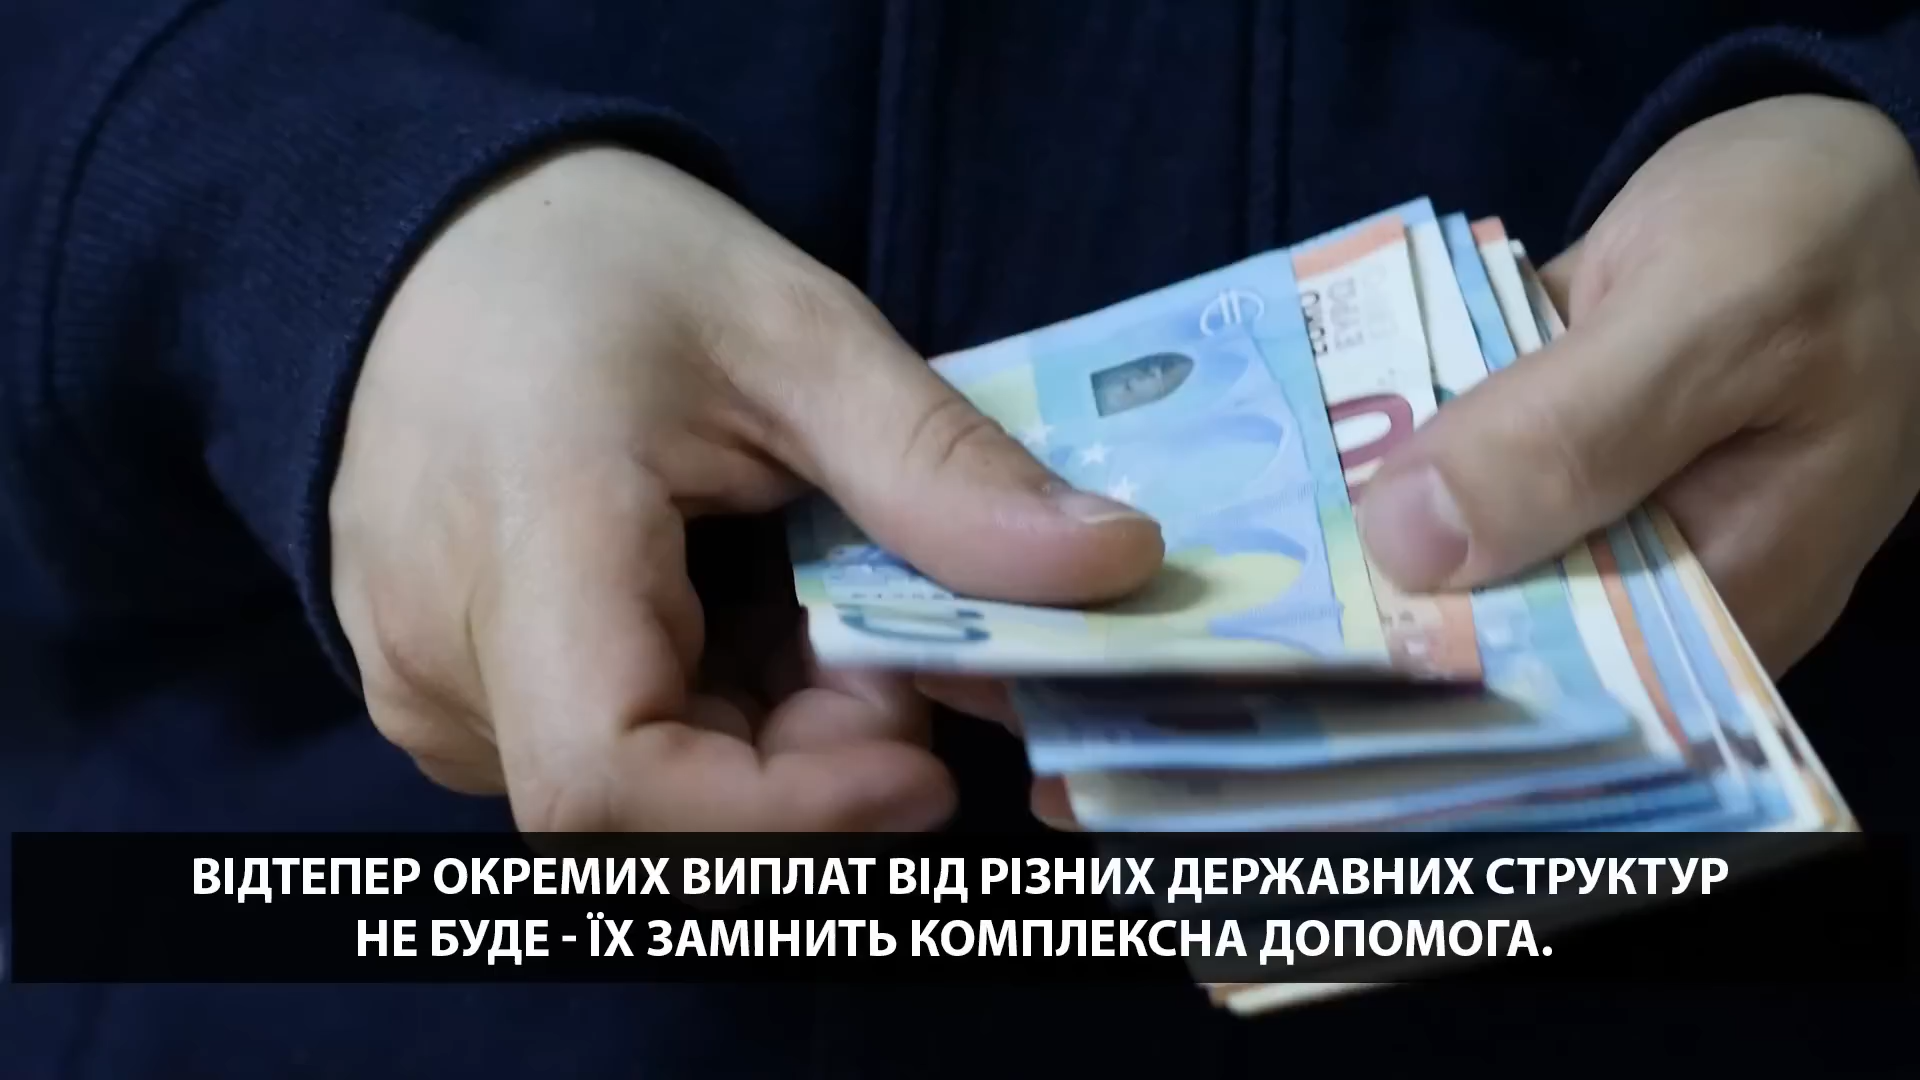 ВІДТЕПЕР ОКРЕМИХ ВИПЛАТ ВІД РІЗНИХ ДЕРЖАВНИХ СТРУКТУР
НЕ БУДЕ - ЇХ ЗАМІНИТЬ КОМПЛЕКСНА ДОПОМОГА.